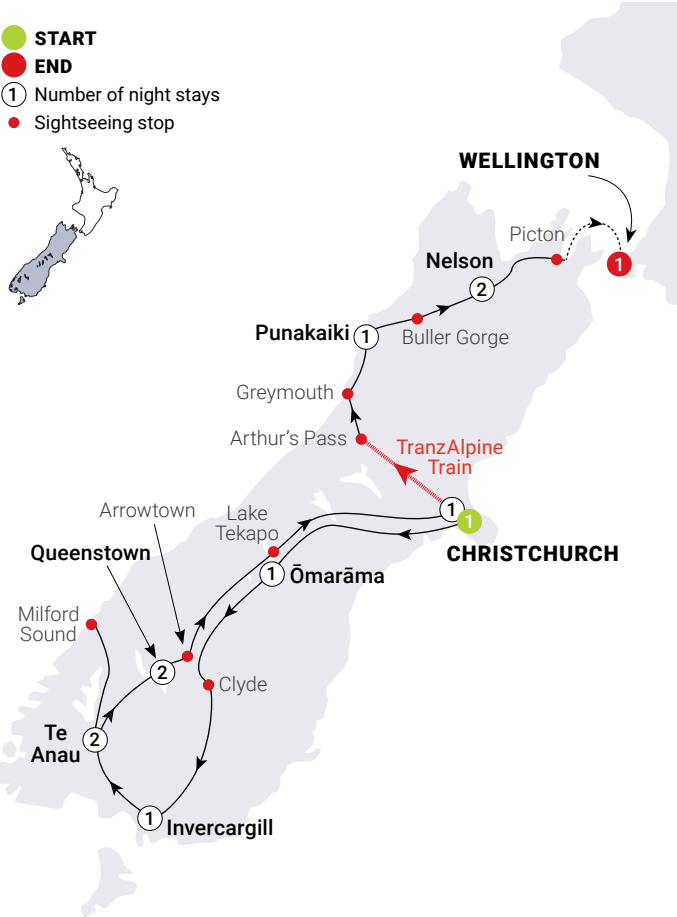 START
END
1 Number of night stays
Sightseeing stop
WELLINGTON
Picton
1
Nelson
2
Punakaiki
1
Buller Gorge
Greymouth
Arthur's Pass
TranzAlpine
Train
1
1
CHRISTCHURCH
Arrowtown
Lake
Tekapo
Queenstown
1
Ōmarāma
Milford
Sound
2
Clyde
Te
Anau
2
1
Invercargill